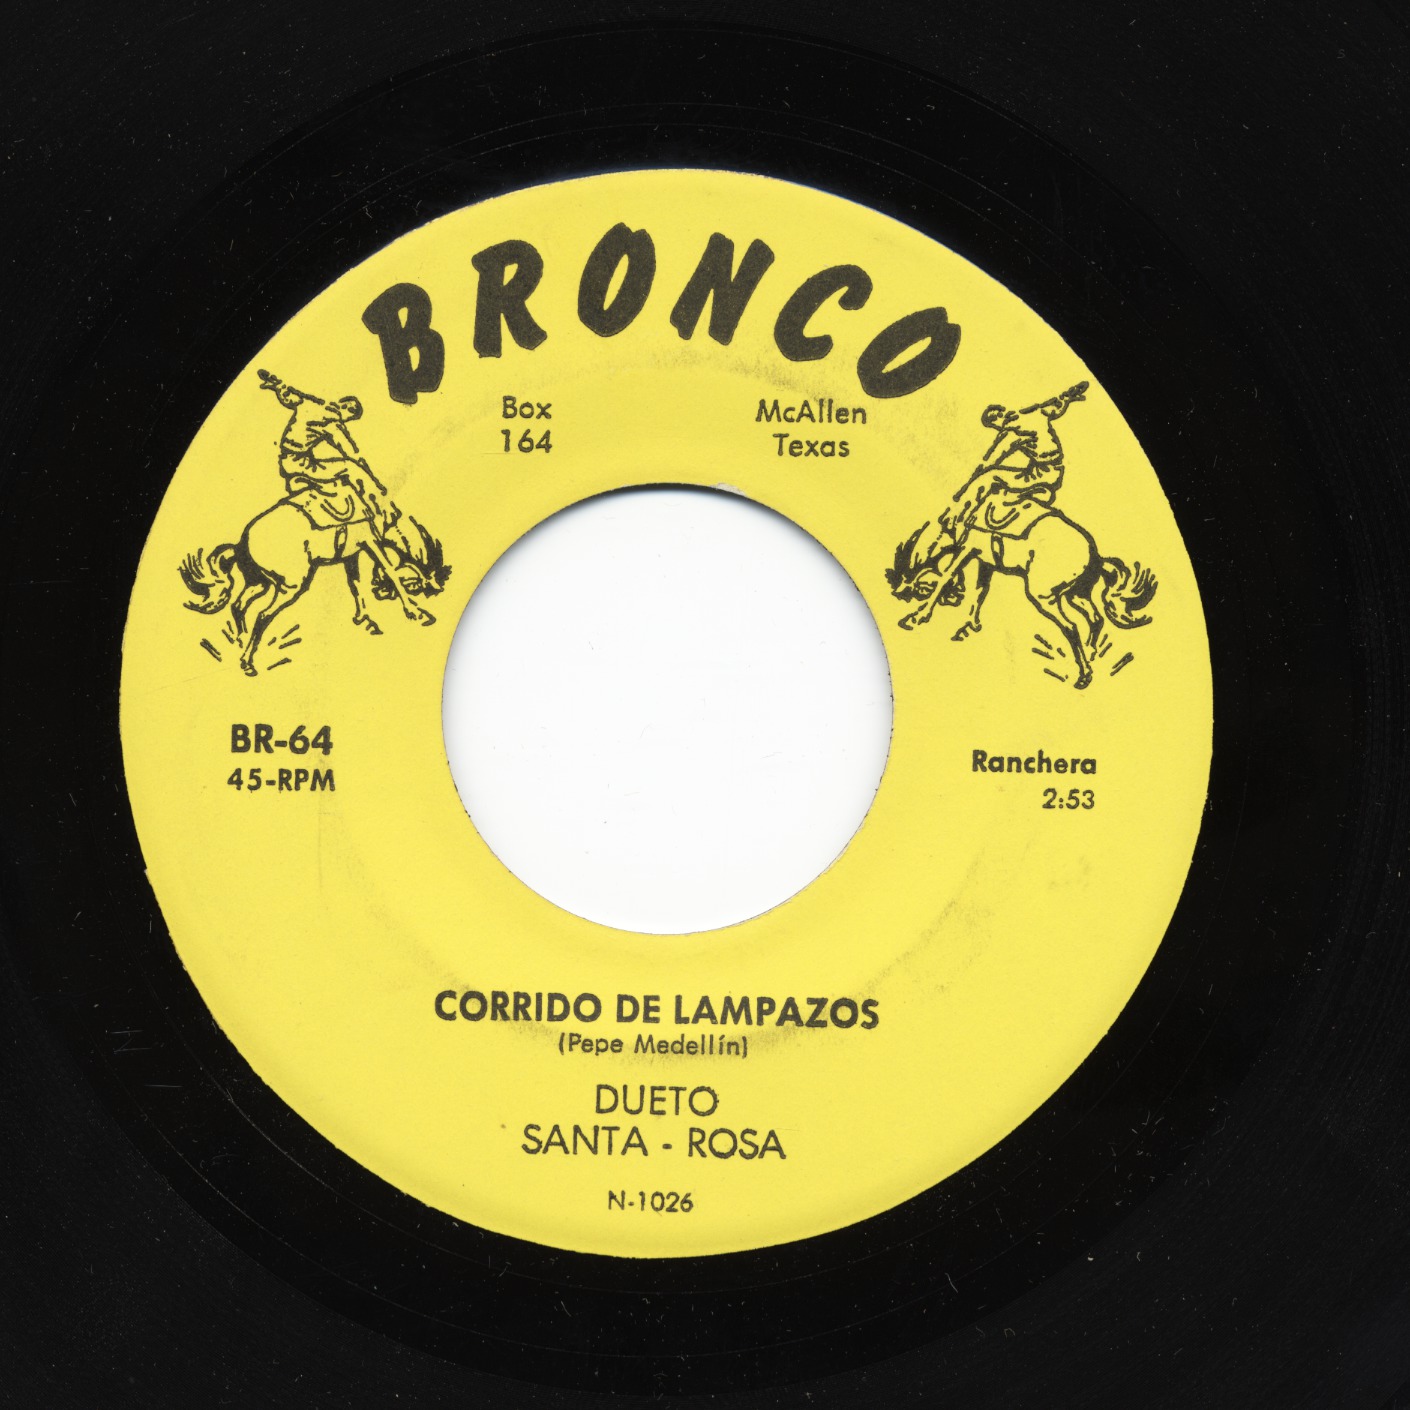 BRONCO
Box
164
McAllen
Texas
BR-64
45-RPM
Ranchera
2:53
CORRIDO DE LAMPAZOS
(Pepe Medellín)
DUETO
SANTA - ROSA
N-1026